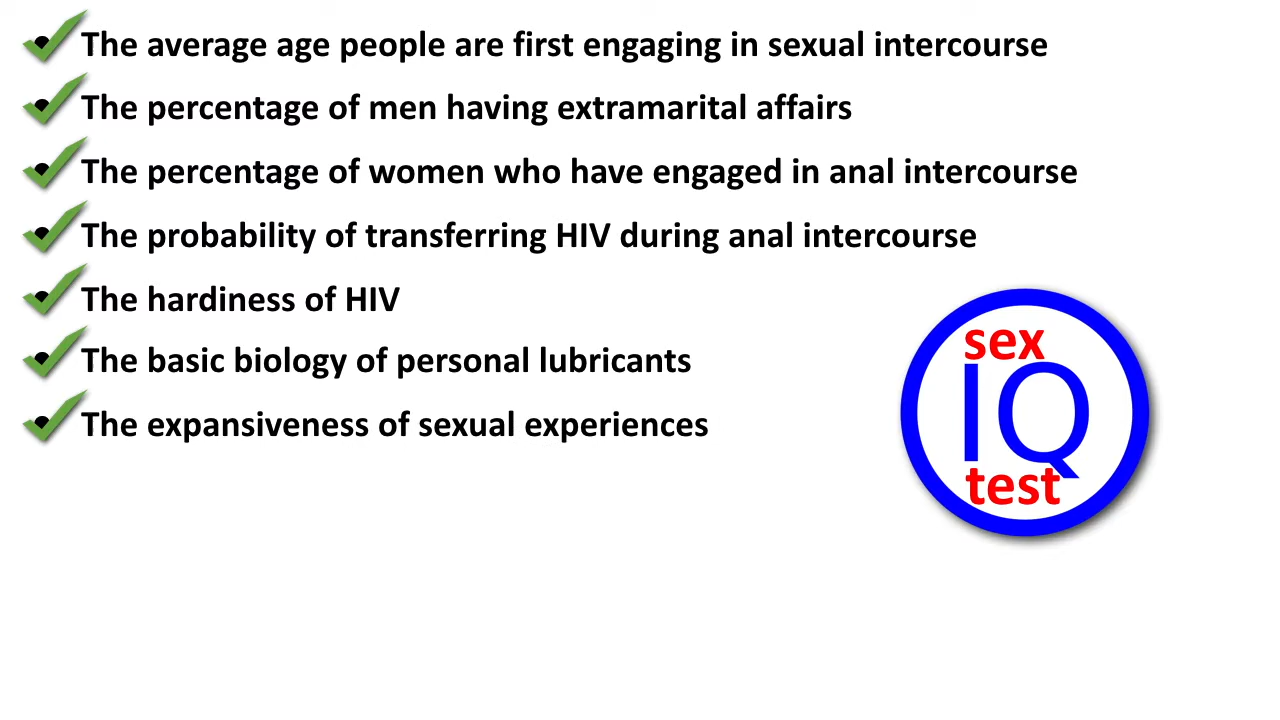 The average age people are first engaging in sexual intercourse
The percentage of men having extramarital affairs
The percentage of women who have engaged in anal intercourse
The probability of transferring HIV during anal intercourse
The hardiness of HIV
The basic biology of personal lubricants
The expansiveness of sexual experiences
sex
IQ
test